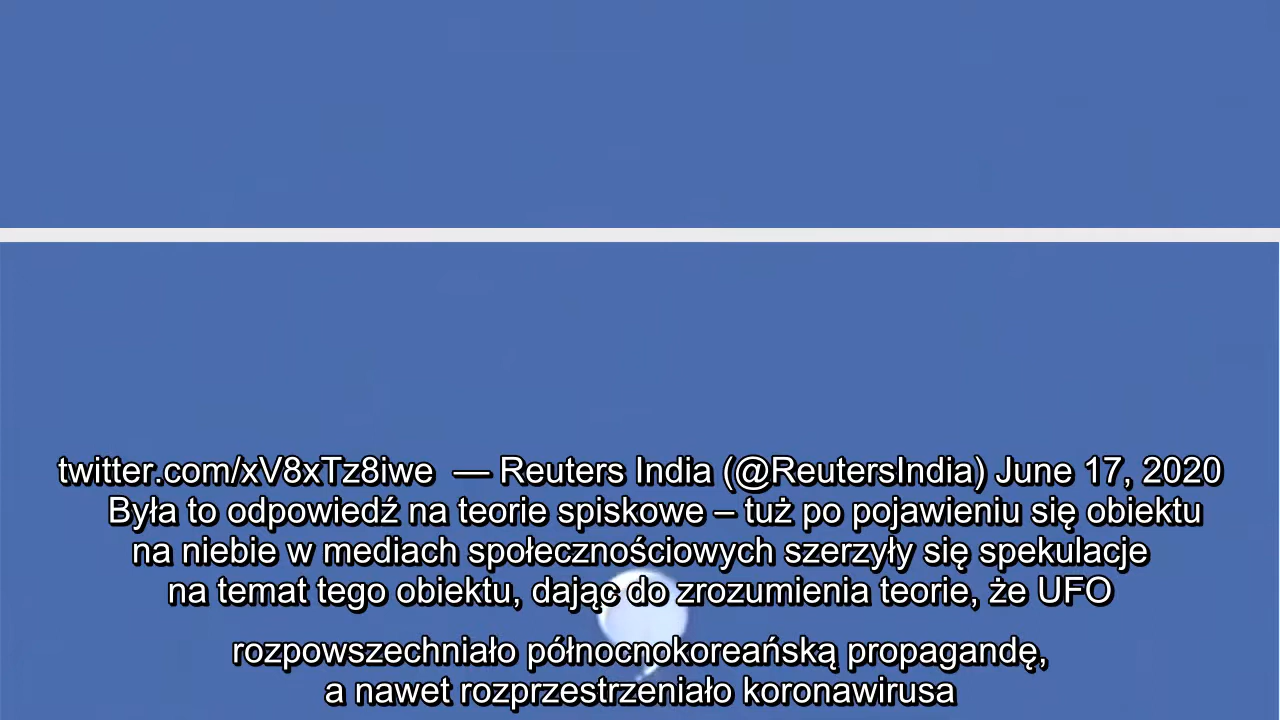 twitter.com/xV8xTz8iwe — Reuters India (@ReutersIndia) June 17, 2020
Była to odpowiedź na teorie spiskowe – tuż po pojawieniu się obiektu
na niebie w mediach społecznościowych szerzyły się spekulacje
na temat tego obiektu, dając do zrozumienia teorie, że UFO
rozpowszechniało północnokoreańską propagandę,
a nawet rozprzestrzeniało koronawirusa